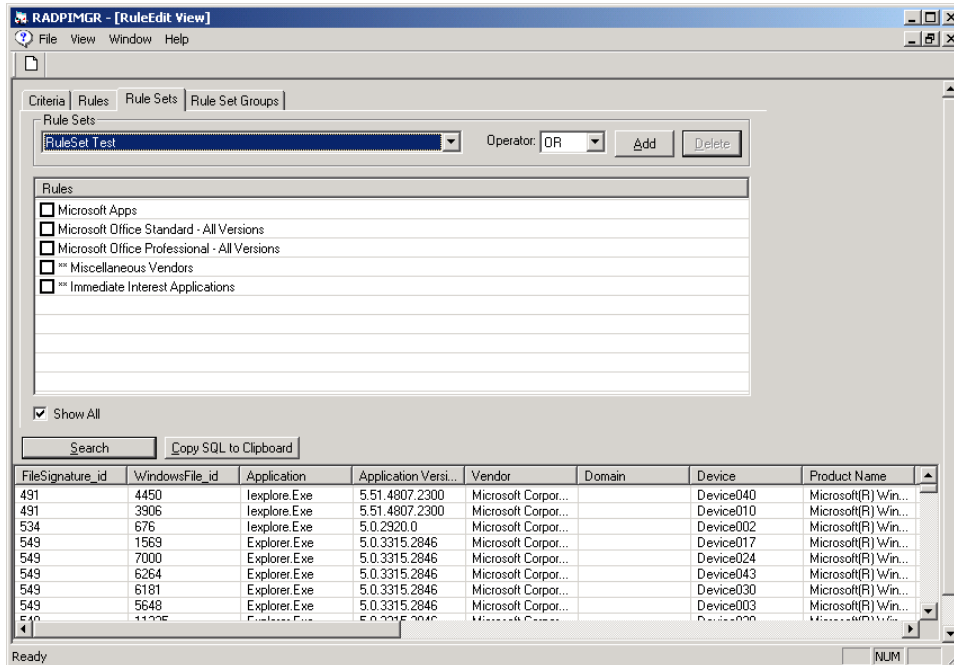 RADPIMGR - [RuleEdit View]
File View Window Help
Criteria Rules Rule Sets Rule Set Groups
Rule Sets
RuleSet Test Operator: OR Add Delete
Rules
Microsoft Apps
Microsoft Office Standard - All Versions
Microsoft Office Professional - All Versions
** Miscellaneous Vendors
** Immediate Interest Applications
Show All
Search Copy SQL to Clipboard
FileSignature_id WindowsFile_id Application Application Versi... Vendor Domain Device Product Name
491 4450 Iexplore.Exe 5.51.4807.2300 Microsoft Corpor... Device040 Microsoft(R) Win...
491 3906 Iexplore.Exe 5.51.4807.2300 Microsoft Corpor... Device010 Microsoft(R) Win...
534 676 Iexplore.Exe 5.0.2920.0 Microsoft Corpor... Device002 Microsoft(R) Win...
549 1569 Explorer.Exe 5.0.3315.2846 Microsoft Corpor... Device017 Microsoft(R) Win...
549 7000 Explorer.Exe 5.0.3315.2846 Microsoft Corpor... Device024 Microsoft(R) Win...
549 6264 Explorer.Exe 5.0.3315.2846 Microsoft Corpor... Device043 Microsoft(R) Win...
549 6181 Explorer.Exe 5.0.3315.2846 Microsoft Corpor... Device030 Microsoft(R) Win...
549 5648 Explorer.Exe 5.0.3315.2846 Microsoft Corpor... Device003 Microsoft(R) Win...
Ready NUM